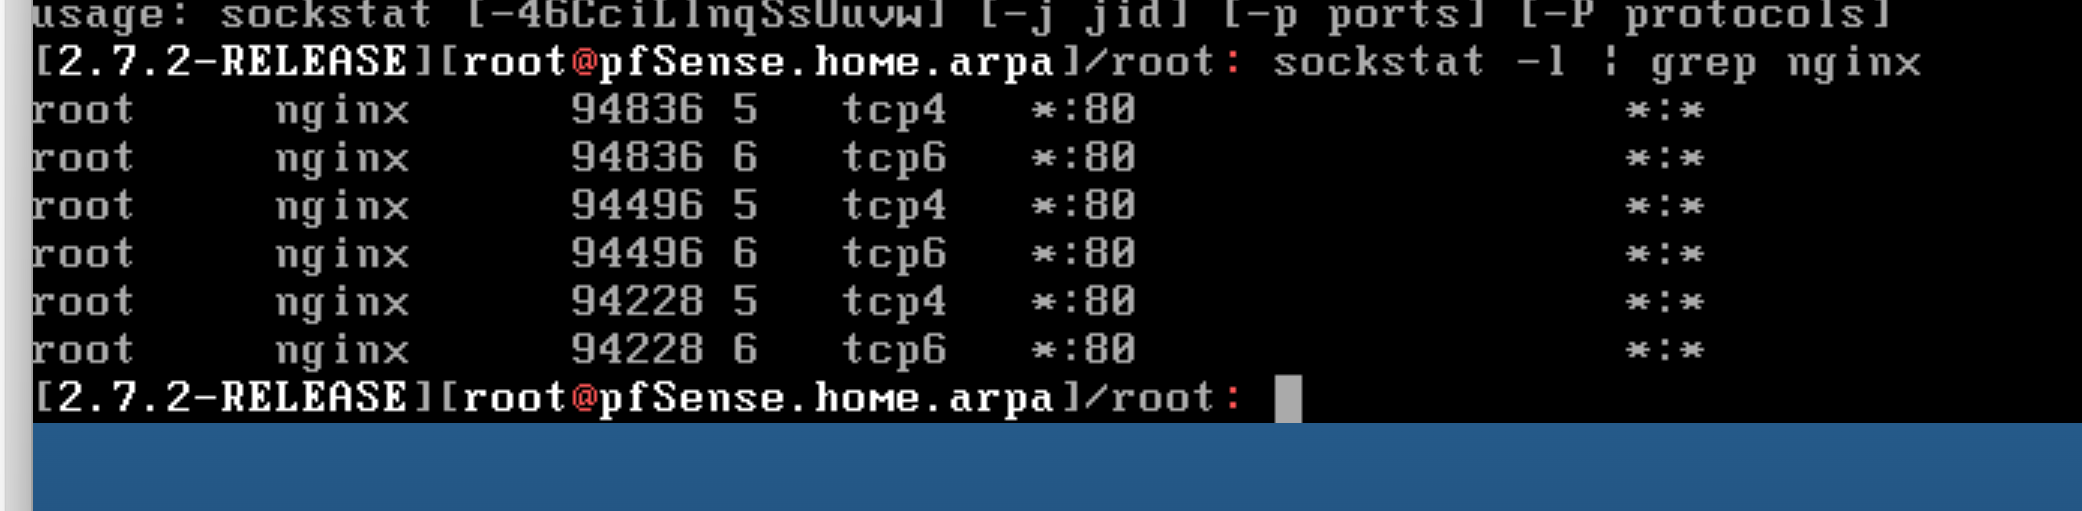 usage: sockstat [-46CciLlnqSsUuvw] [-j jid] [-p ports] [-P protocols]
[2.7.2-RELEASE][root@pfSense.home.arpa]/root: sockstat -l | grep nginx
root nginx 94836 5 tcp4 *:80 *:*
root nginx 94836 6 tcp6 *:80 *:*
root nginx 94496 5 tcp4 *:80 *:*
root nginx 94496 6 tcp6 *:80 *:*
root nginx 94228 5 tcp4 *:80 *:*
root nginx 94228 6 tcp6 *:80 *:*
[2.7.2-RELEASE][root@pfSense.home.arpa]/root: